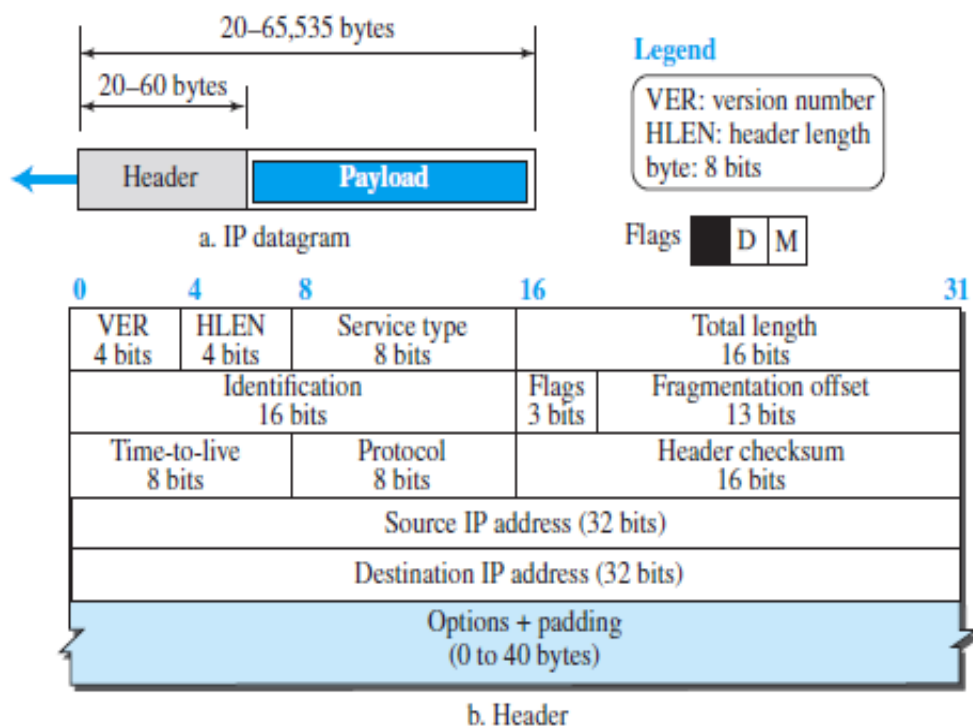 20–65,535 bytes
20–60 bytes
Header
Payload
a. IP datagram
Legend
VER: version number
HLEN: header length
byte: 8 bits
Flags D M
0 4 8 16 31
VER HLEN Service type Total length
4 bits 4 bits 8 bits 16 bits
Identification Flags Fragmentation offset
16 bits 3 bits 13 bits
Time-to-live Protocol Header checksum
8 bits 8 bits 16 bits
Source IP address (32 bits)
Destination IP address (32 bits)
Options + padding
(0 to 40 bytes)
b. Header